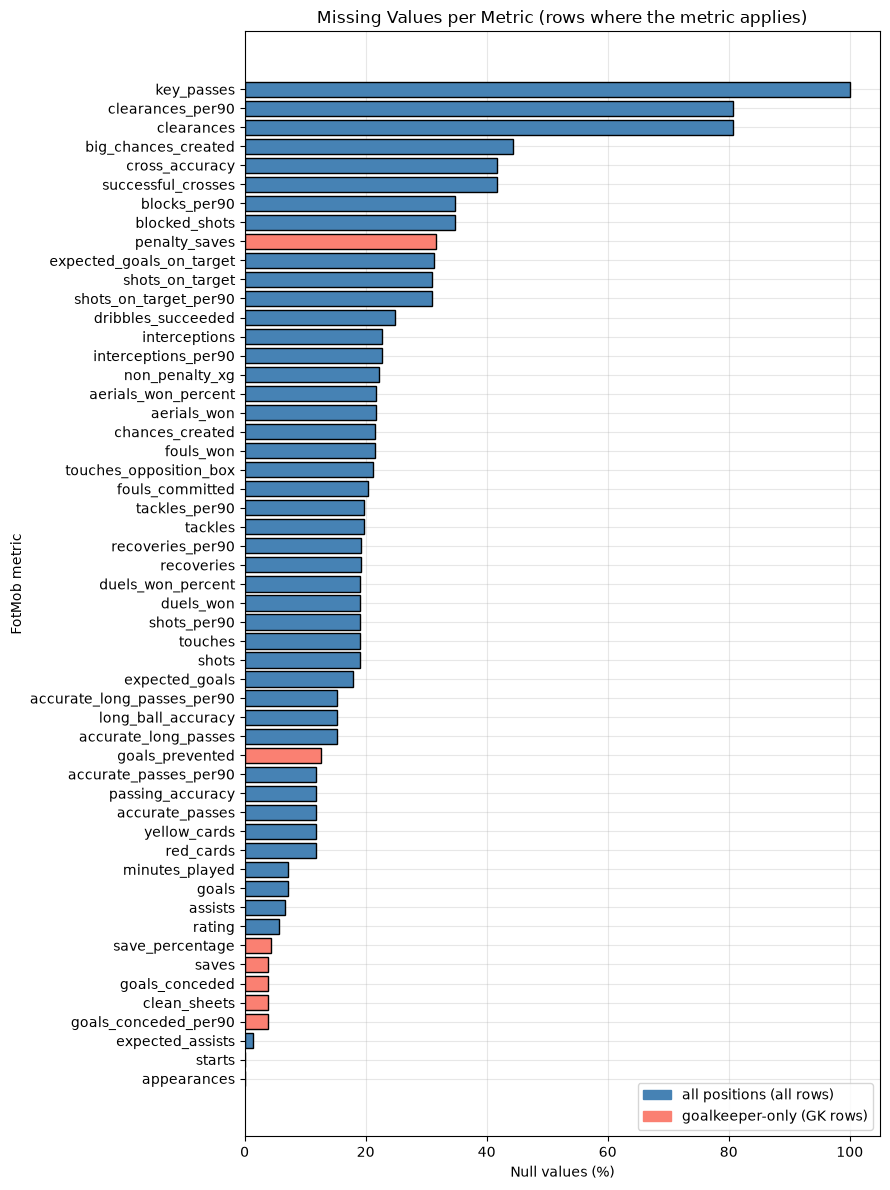 Missing Values per Metric (rows where the metric applies)
key_passes
clearances_per90
clearances
big_chances_created
cross_accuracy
successful_crosses
blocks_per90
blocked_shots
penalty_saves
expected_goals_on_target
shots_on_target
shots_on_target_per90
dribbles_succeeded
interceptions
interceptions_per90
non_penalty_xg
aerials_won_percent
aerials_won
chances_created
fouls_won
touches_opposition_box
fouls_committed
tackles_per90
tackles
recoveries_per90
recoveries
duels_won_percent
duels_won
shots_per90
touches
shots
expected_goals
accurate_long_passes_per90
long_ball_accuracy
accurate_long_passes
goals_prevented
accurate_passes_per90
passing_accuracy
accurate_passes
yellow_cards
red_cards
minutes_played
goals
assists
rating
save_percentage
saves
goals_conceded
clean_sheets
goals_conceded_per90
expected_assists
starts
appearances
FotMob metric
all positions (all rows)
goalkeeper-only (GK rows)
0 20 40 60 80 100
Null values (%)